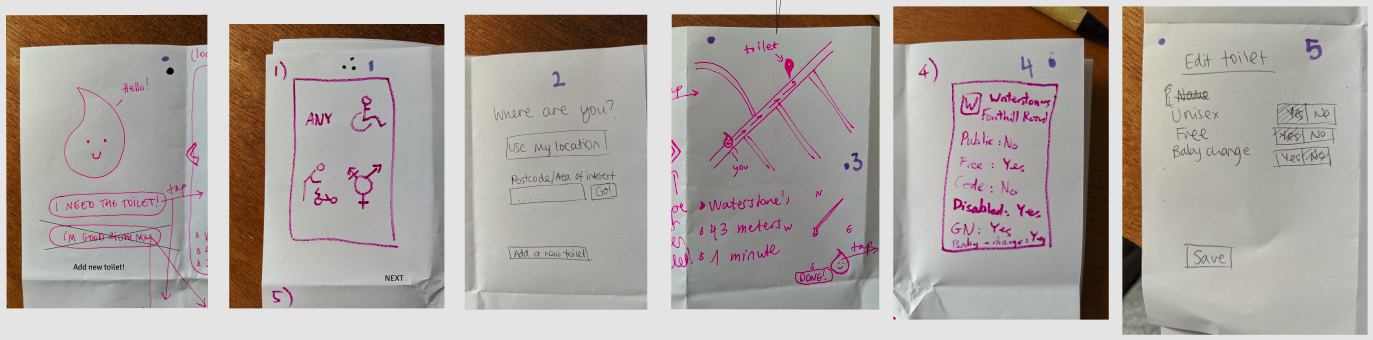 Hello!
I NEED THE TOILET!
tap
I'M GOOD RIGHT NOW
Add new toilet!
1)
1
ANY
NEXT
5)
2
Where are you?
Use my location
Postcode/Area of interest
Go!
Add a new toilet
toilet
you
3
Waterstone's
43 meters
1 minute
N
W
E
S
tap
DONE!
4)
4
W
Waterstones
Fonthill Road
Public: No
Free: Yes
Code: No
Disabled: Yes
GN: Yes
Baby-change: Yes
5
Edit toilet
Name
Unisex Yes No
Free Yes No
Baby change Yes No
Save